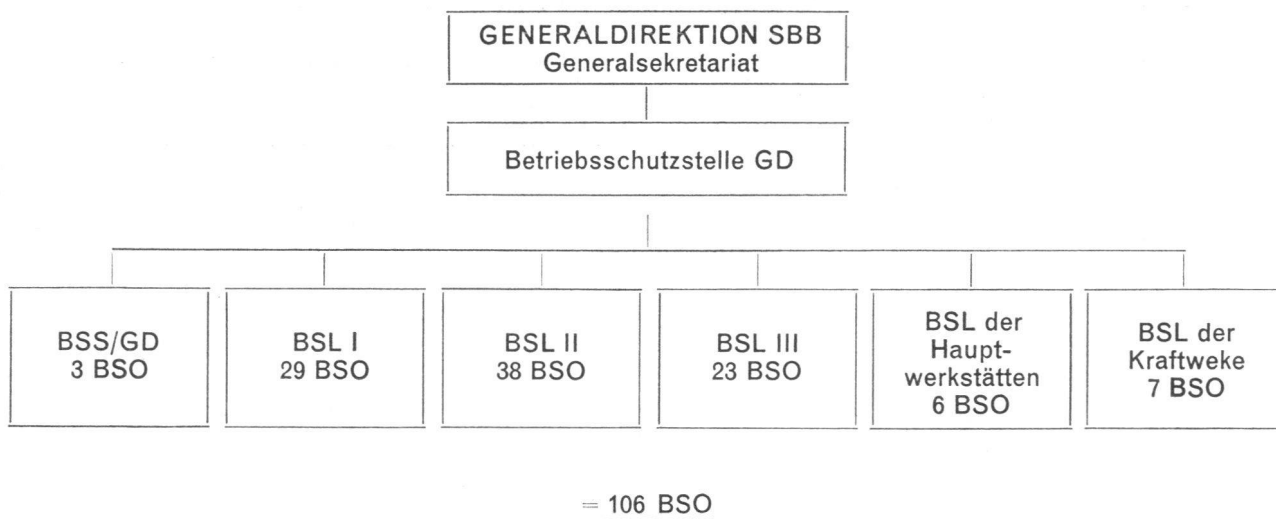 GENERALDIREKTION SBB
Generalsekretariat
Betriebsschutzstelle GD
BSS/GD
3 BSO
BSL I
29 BSO
BSL II
38 BSO
BSL III
23 BSO
BSL der
Haupt-
werkstätten
6 BSO
BSL der
Kraftweke
7 BSO
= 106 BSO